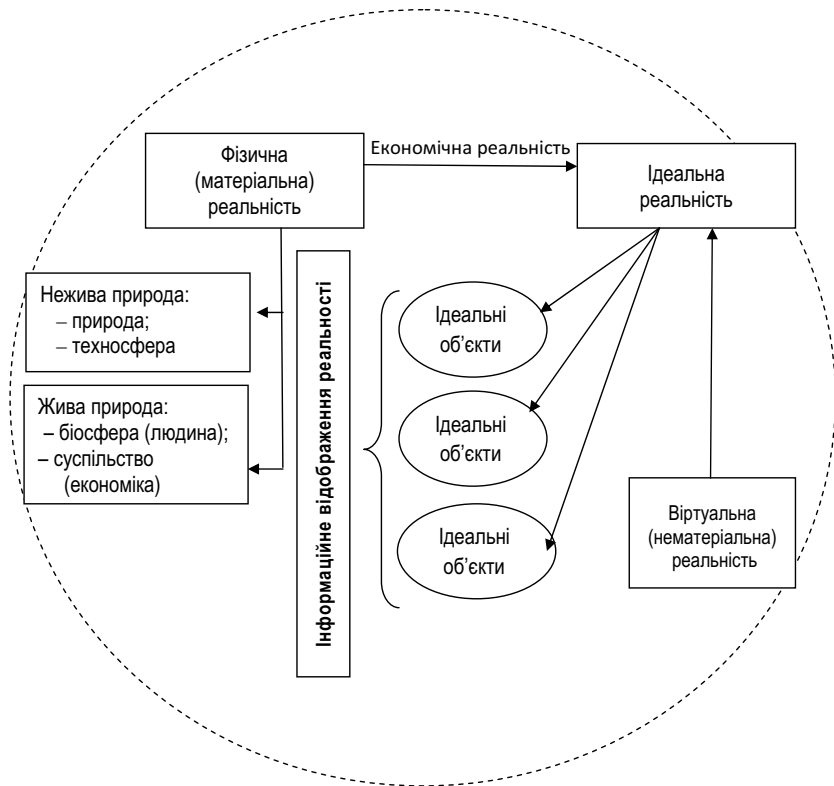 Фізична
(матеріальна)
реальність
Економічна реальність
Ідеальна
реальність
Нежива природа:
– природа;
– техносфера
Жива природа:
– біосфера (людина);
– суспільство
(економіка)
Інформаційне відображення реальності
Ідеальні
об’єкти
Ідеальні
об’єкти
Ідеальні
об’єкти
Віртуальна
(нематеріальна)
реальність